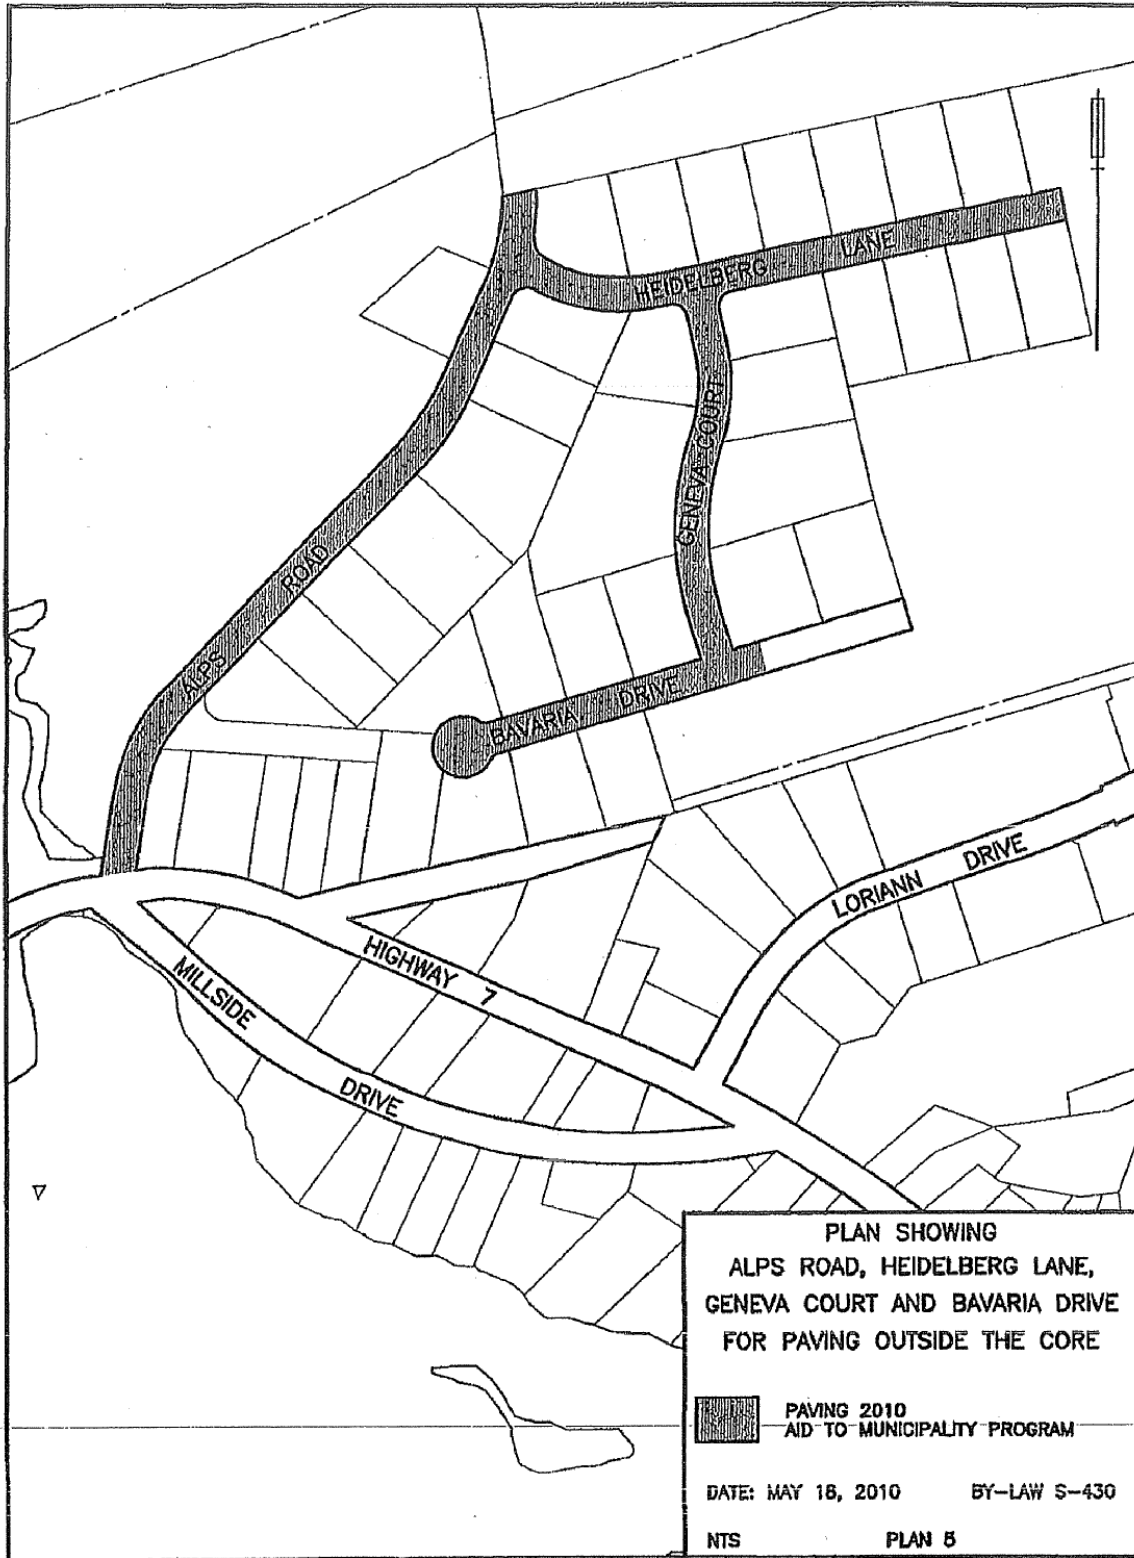 HEIDELBERG LANE
GENEVA COURT
ALPS ROAD
BAVARIA DRIVE
LORIANN DRIVE
HIGHWAY 7
MILLSIDE DRIVE
PLAN SHOWING
ALPS ROAD, HEIDELBERG LANE,
GENEVA COURT AND BAVARIA DRIVE
FOR PAVING OUTSIDE THE CORE
PAVING 2010
AID TO MUNICIPALITY PROGRAM
DATE: MAY 18, 2010 BY-LAW S-430
NTS PLAN 5